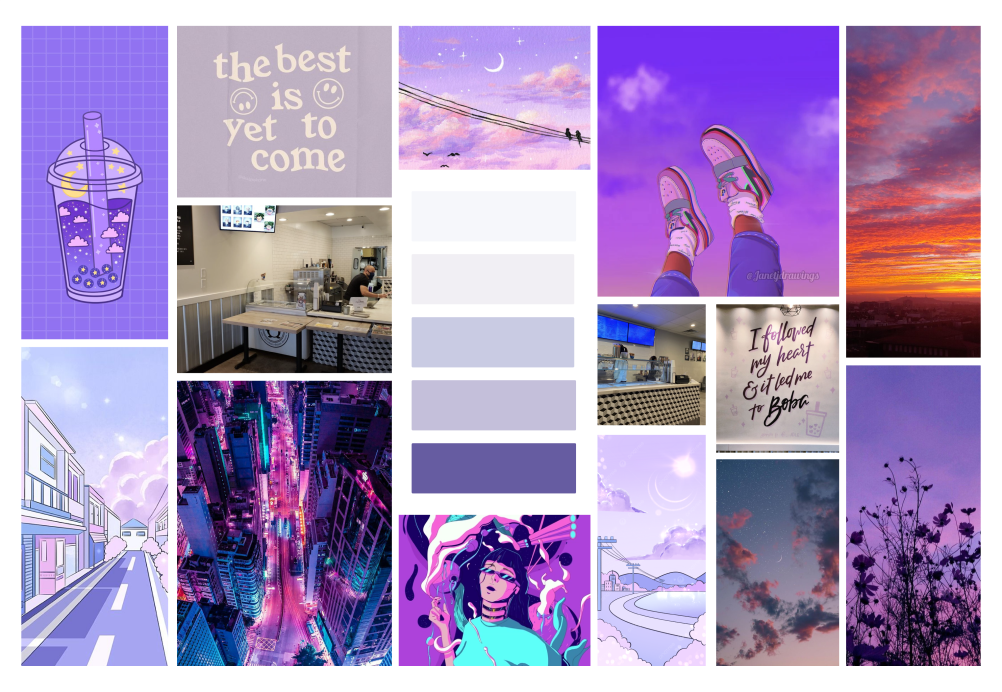 the best
is
yet to
come
@Janetjdrawings
I followed
my heart
& it led me
to Boba